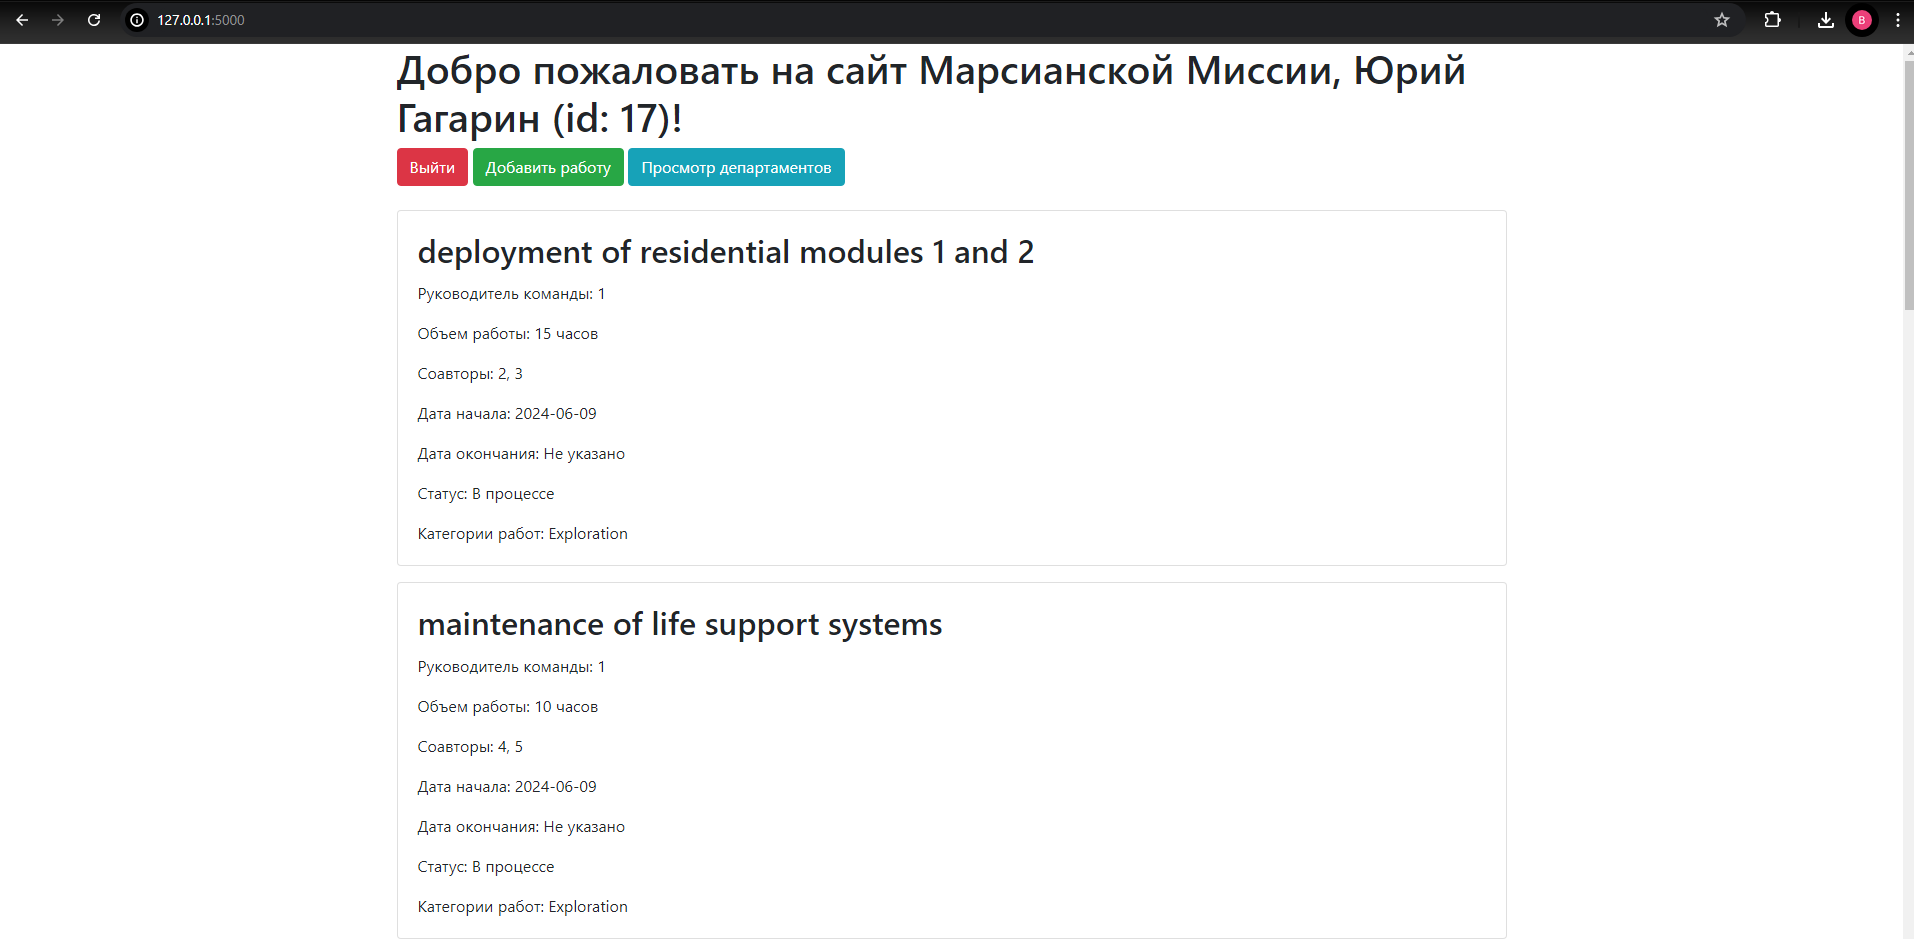 127.0.0.1:5000
B
Добро пожаловать на сайт Марсианской Миссии, Юрий
Гагарин (id: 17)!
Выйти Добавить работу Просмотр департаментов
deployment of residential modules 1 and 2
Руководитель команды: 1
Объем работы: 15 часов
Соавторы: 2, 3
Дата начала: 2024-06-09
Дата окончания: Не указано
Статус: В процессе
Категории работ: Exploration
maintenance of life support systems
Руководитель команды: 1
Объем работы: 10 часов
Соавторы: 4, 5
Дата начала: 2024-06-09
Дата окончания: Не указано
Статус: В процессе
Категории работ: Exploration